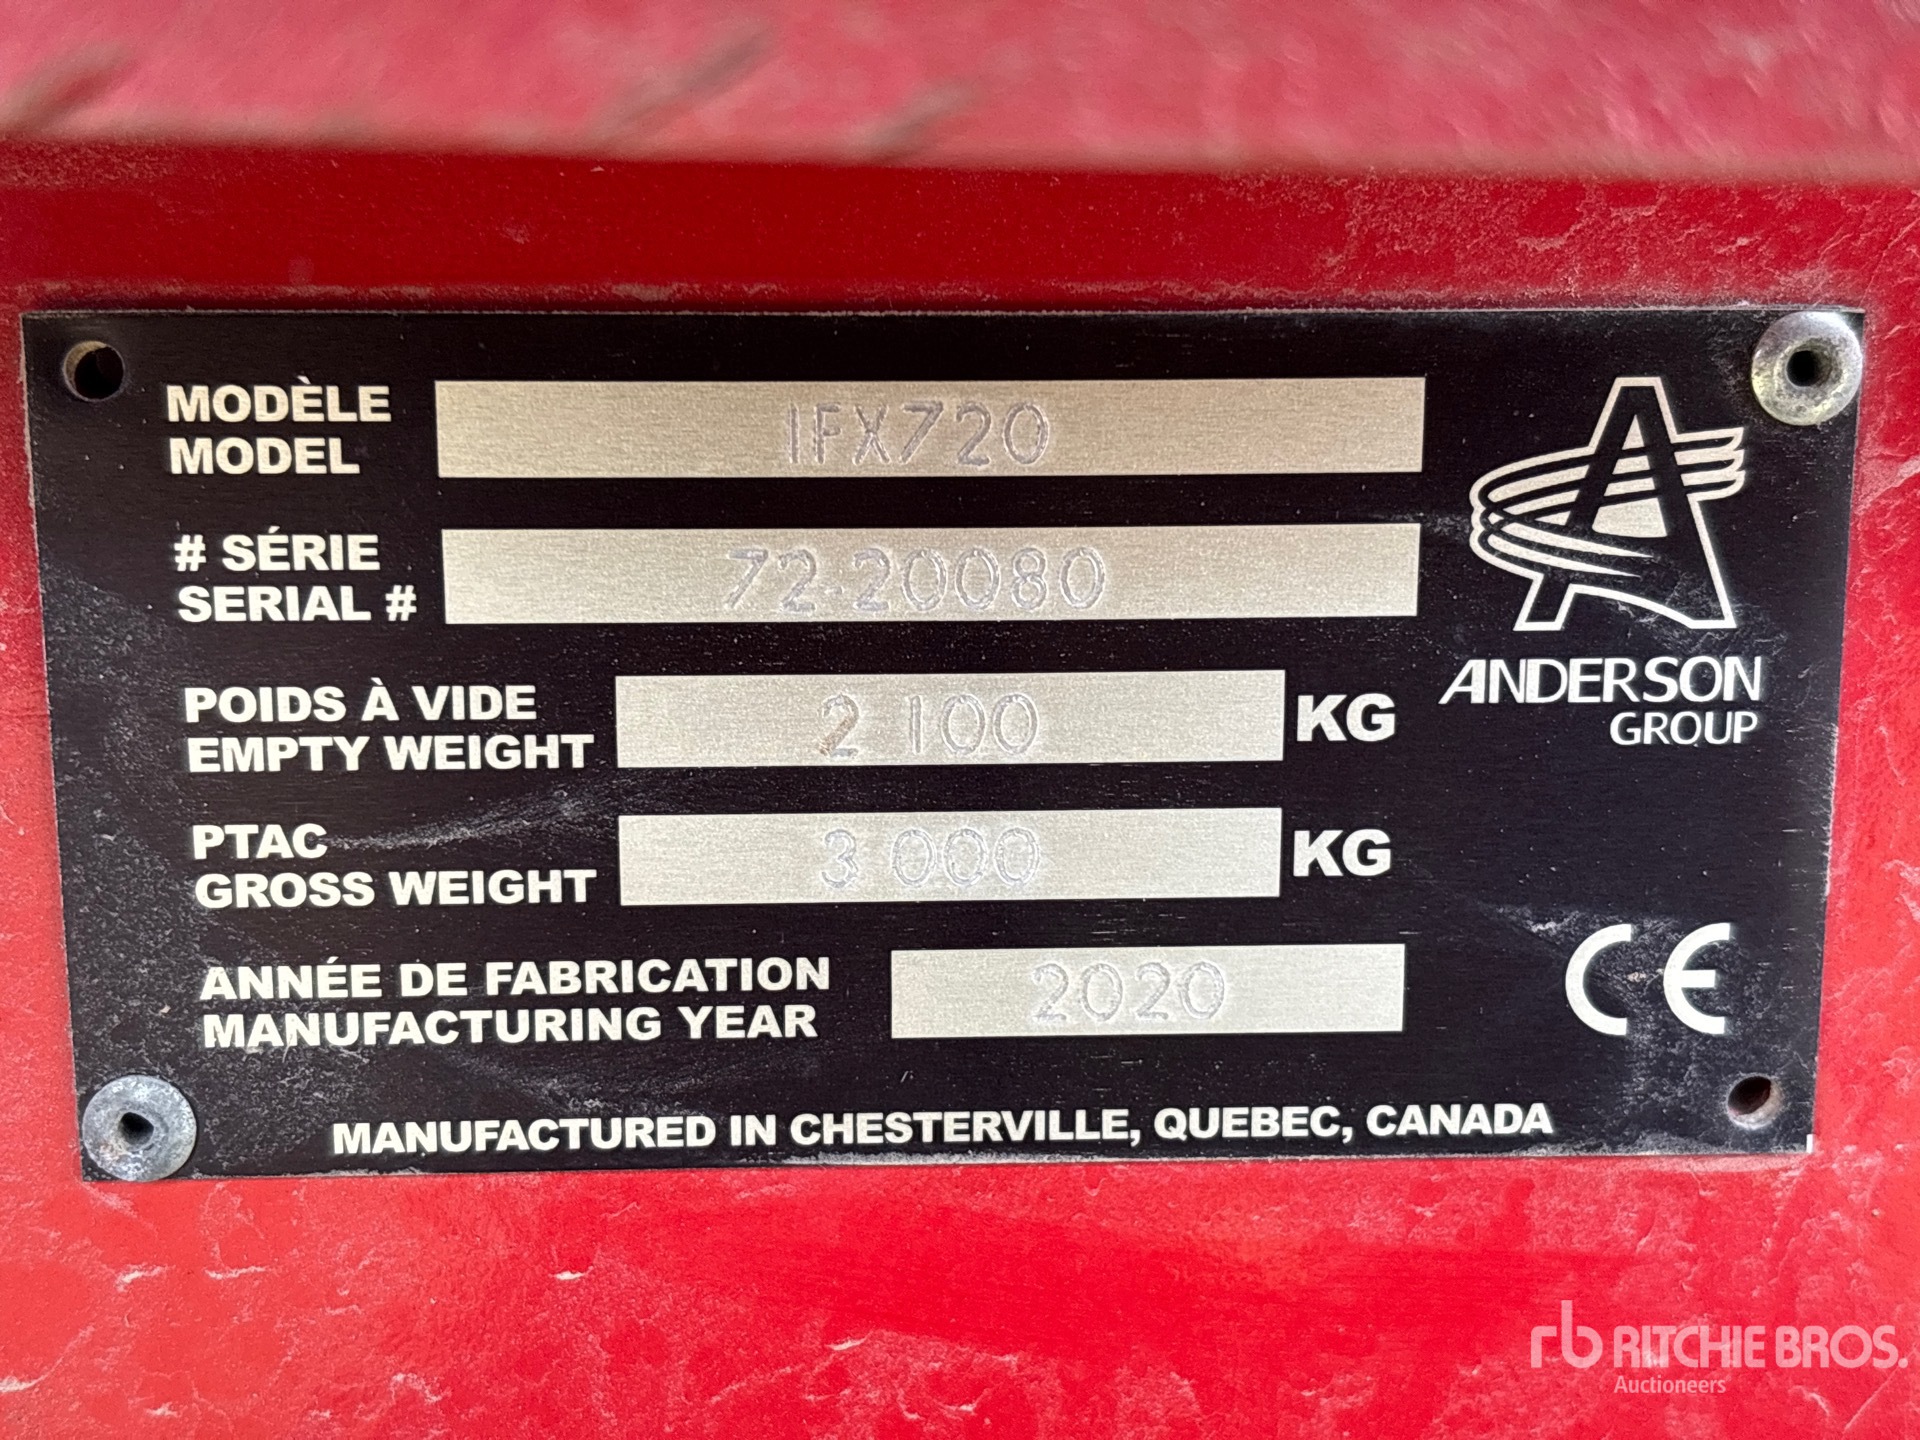 MODÈLE
MODEL
IFX720
# SÉRIE
SERIAL #
72-20080
POIDS À VIDE
EMPTY WEIGHT
2 100
KG
PTAC
GROSS WEIGHT
3 000
KG
ANNÉE DE FABRICATION
MANUFACTURING YEAR
2020
ANDERSON
GROUP
CE
MANUFACTURED IN CHESTERVILLE, QUEBEC, CANADA
rb RITCHIE BROS.
Auctioneers